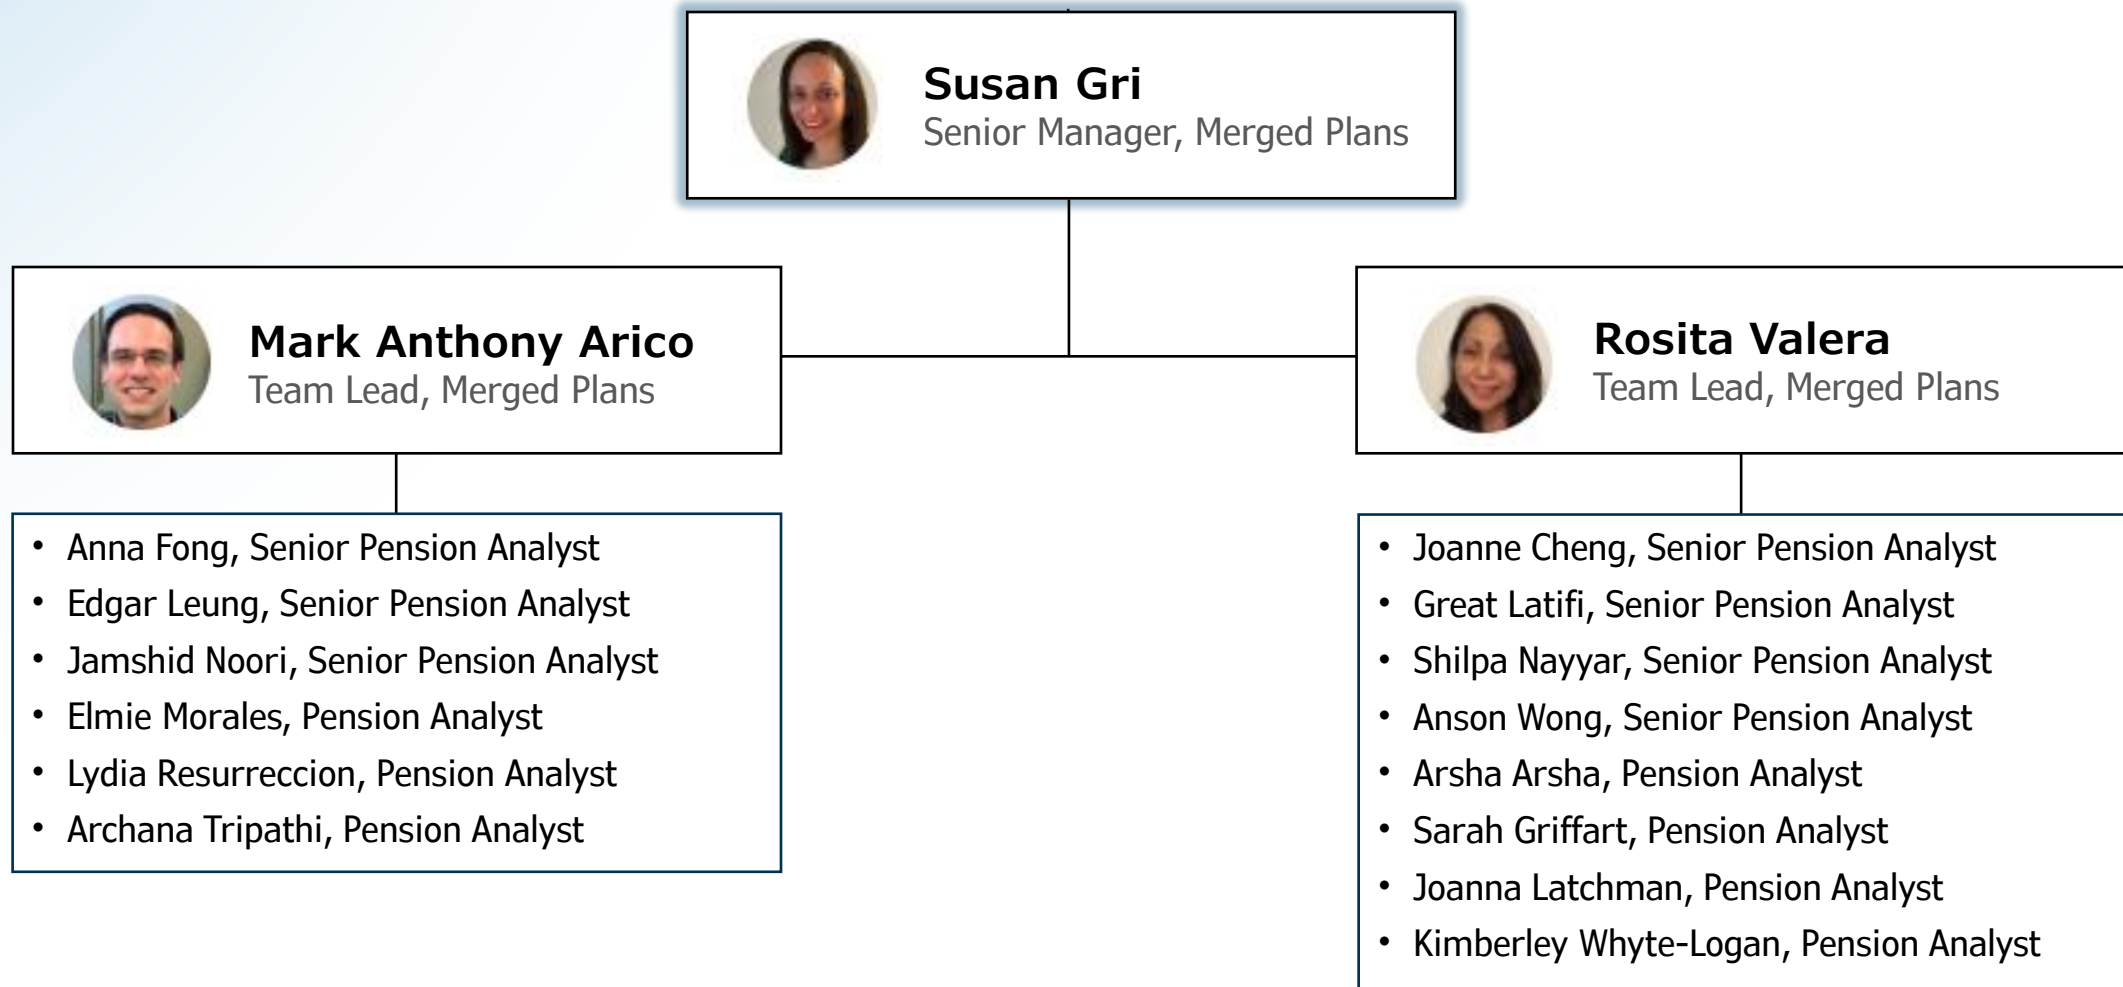 Susan Gri
Senior Manager, Merged Plans
Mark Anthony Arico
Team Lead, Merged Plans
Rosita Valera
Team Lead, Merged Plans
• Anna Fong, Senior Pension Analyst
• Edgar Leung, Senior Pension Analyst
• Jamshid Noori, Senior Pension Analyst
• Elmie Morales, Pension Analyst
• Lydia Resurreccion, Pension Analyst
• Archana Tripathi, Pension Analyst
• Joanne Cheng, Senior Pension Analyst
• Great Latifi, Senior Pension Analyst
• Shilpa Nayyar, Senior Pension Analyst
• Anson Wong, Senior Pension Analyst
• Arsha Arsha, Pension Analyst
• Sarah Griffart, Pension Analyst
• Joanna Latchman, Pension Analyst
• Kimberley Whyte-Logan, Pension Analyst